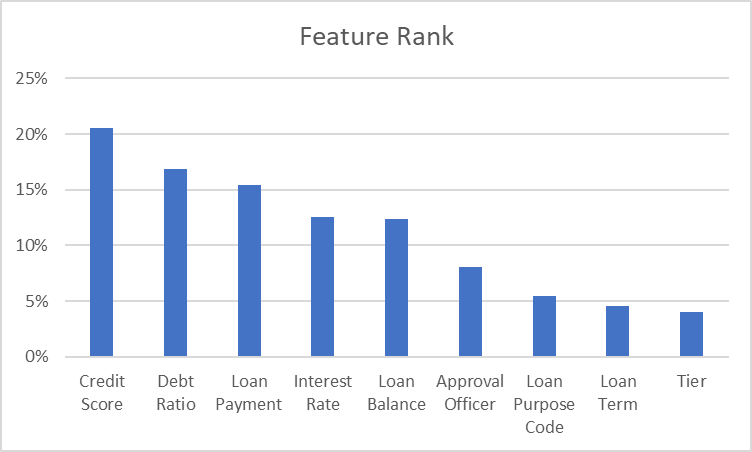 Feature Rank
25%
20%
15%
10%
5%
0%
Credit Score
Debt Ratio
Loan Payment
Interest Rate
Loan Balance
Approval Officer
Loan Purpose Code
Loan Term
Tier